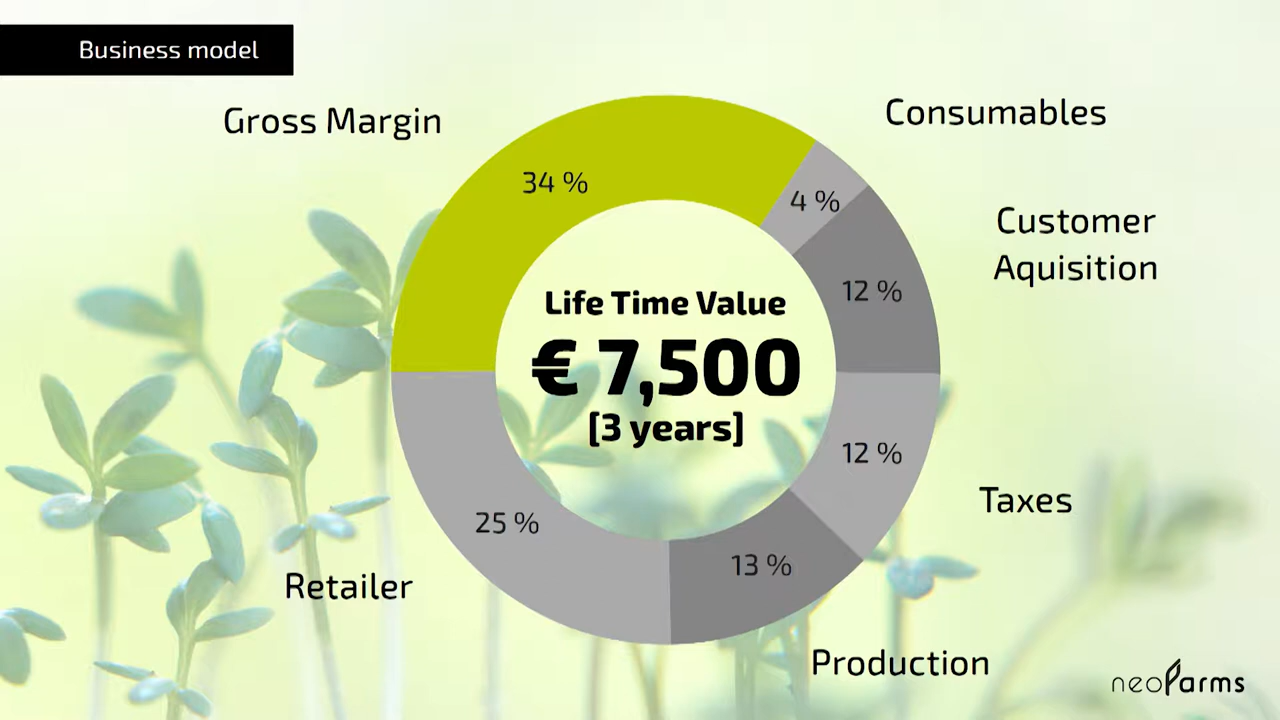 Business model
Gross Margin
Consumables
34 %
4 %
Customer
Aquisition
12 %
Life Time Value
€ 7,500
[3 years]
12 %
Taxes
25 %
13 %
Retailer
Production
neofarms